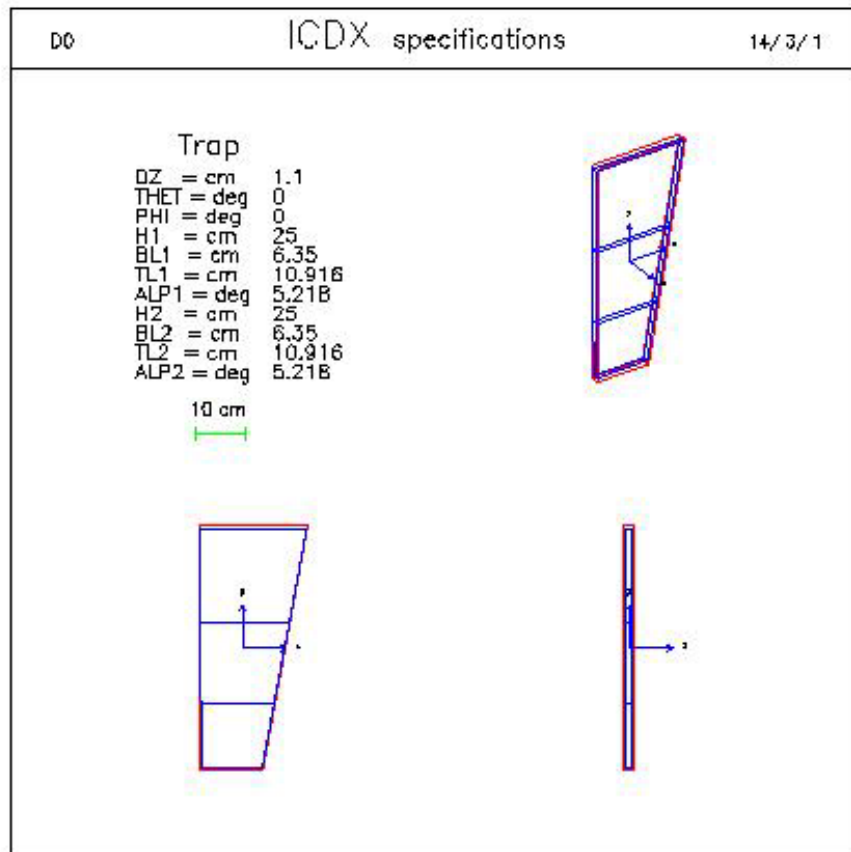 D0 ICDX specifications 14/3/1
Trap
DZ = cm 1.1
THET = deg 0
PHI = deg 0
H1 = cm 25
BL1 = cm 6.35
TL1 = cm 10.916
ALP1 = deg 5.218
H2 = cm 25
BL2 = cm 6.35
TL2 = cm 10.916
ALP2 = deg 5.218
10 cm